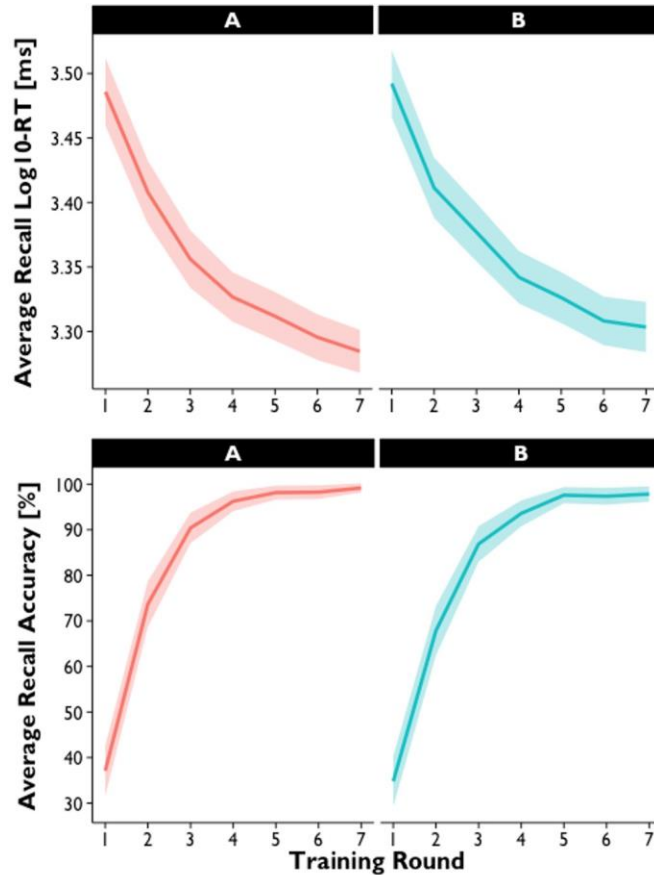 A B
Average Recall Log10-RT [ms]
3.50
3.45
3.40
3.35
3.30
1 2 3 4 5 6 7 1 2 3 4 5 6 7
A B
Average Recall Accuracy [%]
100
90
80
70
60
50
40
30
1 2 3 4 5 6 7 1 2 3 4 5 6 7
Training Round